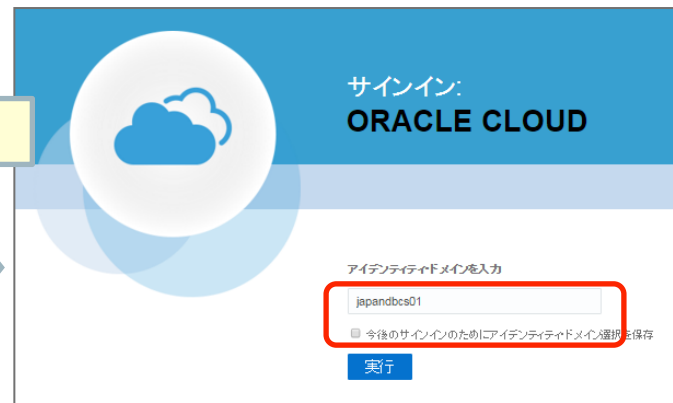 サインイン:
ORACLE CLOUD
アイデンティティドメインを入力
japandbcs01
今後のサインインのためにアイデンティティドメイン選択を保存
実行